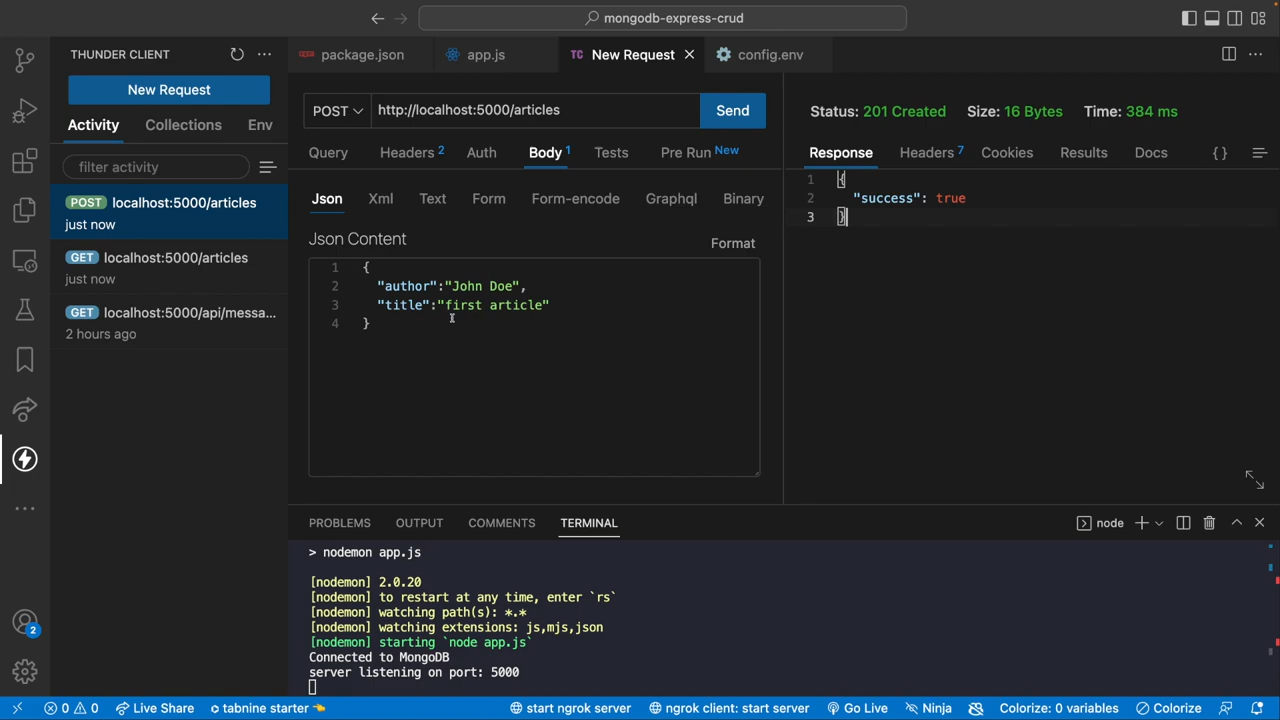 mongodb-express-crud
THUNDER CLIENT
New Request
Activity Collections Env
filter activity
POST localhost:5000/articles
just now
GET localhost:5000/articles
just now
GET localhost:5000/api/messa...
2 hours ago
2
package.json app.js TC New Request config.env
POST http://localhost:5000/articles Send
Query Headers 2 Auth Body 1 Tests Pre Run New
Json Xml Text Form Form-encode Graphql Binary
Json Content Format
1 {
2 "author":"John Doe",
3 "title":"first article"
4 }
Status: 201 Created Size: 16 Bytes Time: 384 ms
Response Headers 7 Cookies Results Docs {}
1 {
2 "success": true
3 }
PROBLEMS OUTPUT COMMENTS TERMINAL node
> nodemon app.js
[nodemon] 2.0.20
[nodemon] to restart at any time, enter `rs`
[nodemon] watching path(s): *.*
[nodemon] watching extensions: js,mjs,json
[nodemon] starting `node app.js`
Connected to MongoDB
server listening on port: 5000
0 0 Live Share tabnine starter start ngrok server ngrok client: start server Go Live Ninja Colorize: 0 variables Colorize